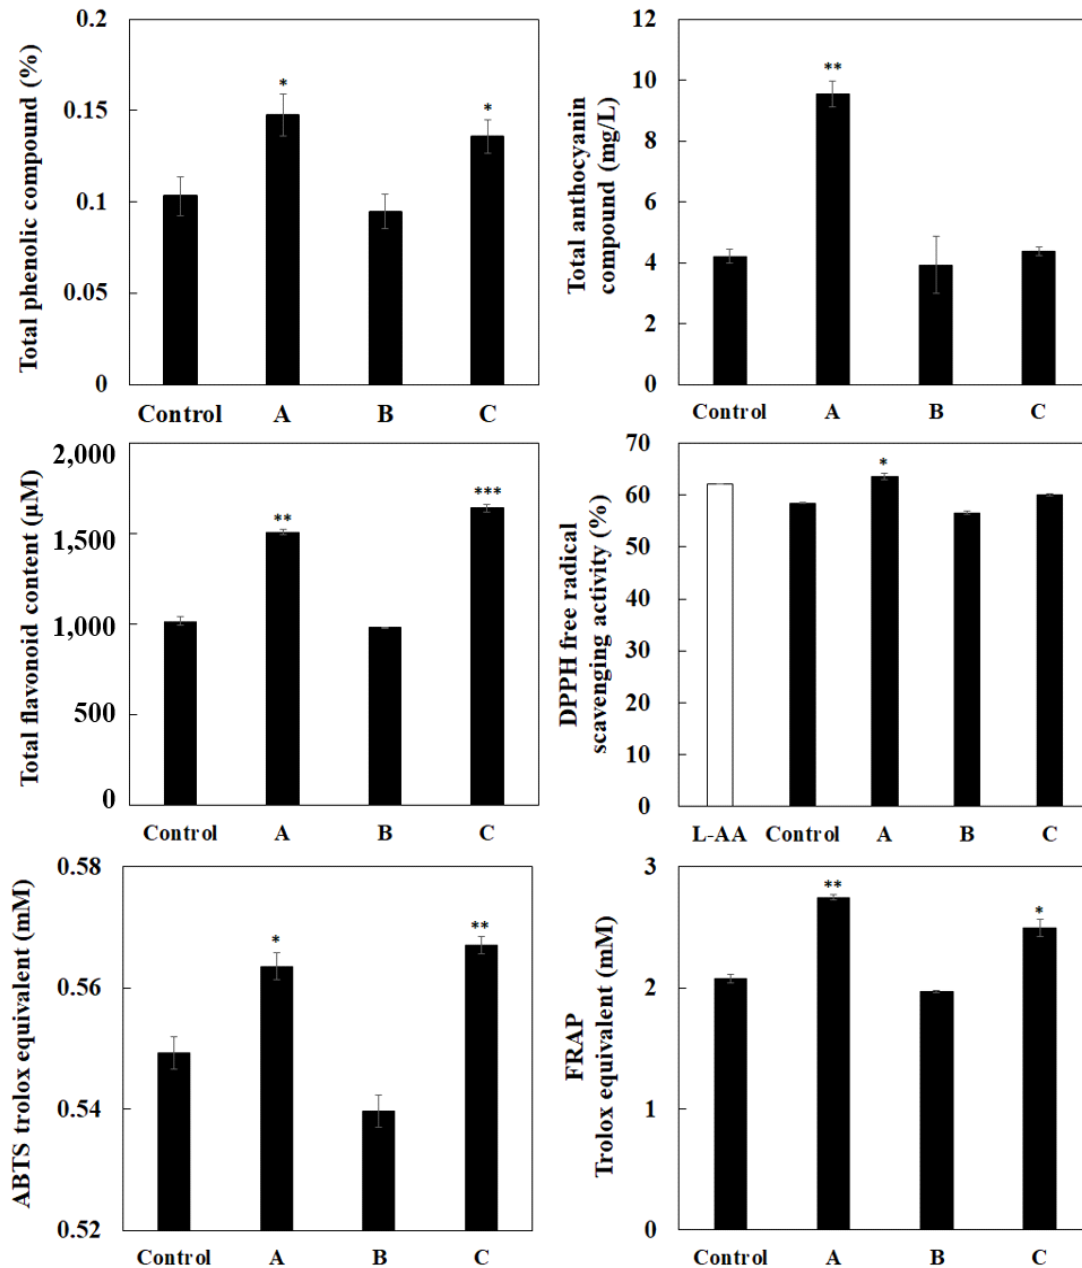 Total phenolic compound (%)
0.2
0.15
0.1
0.05
0
*
*
Control A B C
Total anthocyanin
compound (mg/L)
12
10
8
6
4
2
0
**
Control A B C
Total flavonoid content (μM)
2,000
1,500
1,000
500
0
**
***
Control A B C
DPPH free radical
scavenging activity (%)
70
60
50
40
30
20
10
0
*
L-AA Control A B C
ABTS trolox equivalent (mM)
0.58
0.56
0.54
0.52
*
**
Control A B C
FRAP
Trolox equivalent (mM)
3
2
1
0
**
*
Control A B C